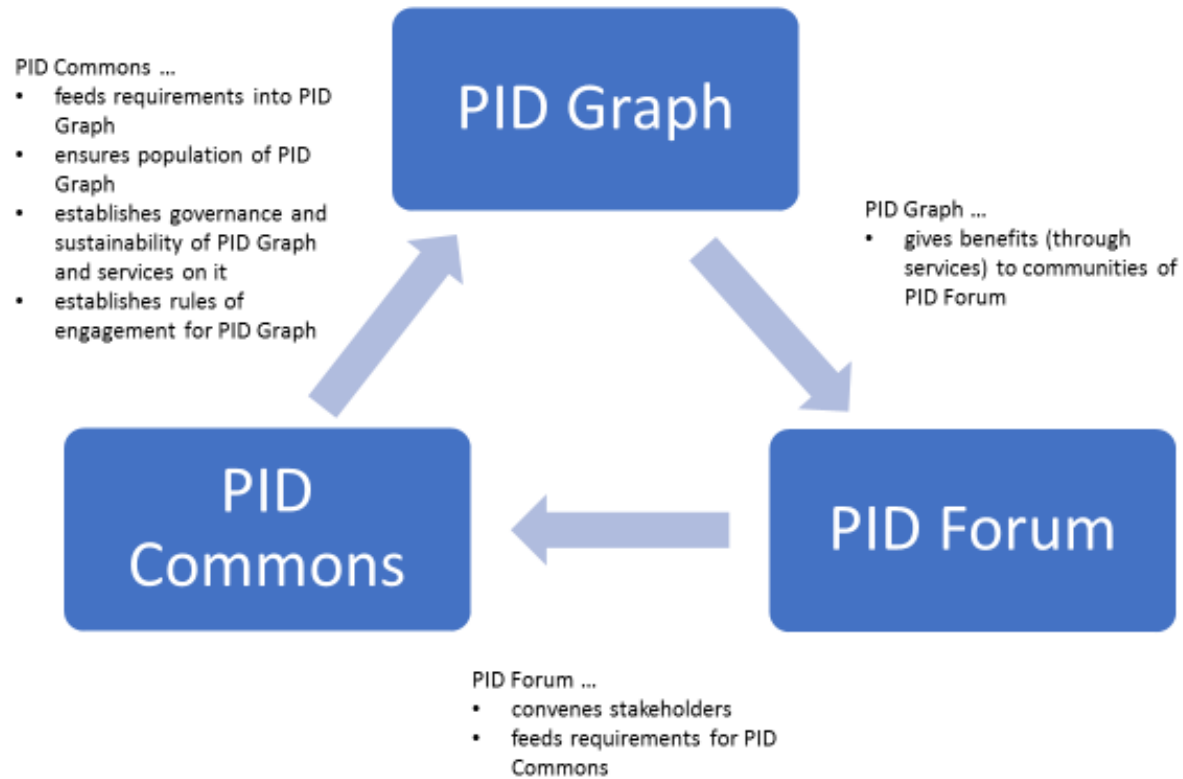 PID Graph
PID Commons ...
• feeds requirements into PID
Graph
• ensures population of PID
Graph
• establishes governance and
sustainability of PID Graph
and services on it
• establishes rules of
engagement for PID Graph
PID Graph ...
• gives benefits (through
services) to communities of
PID Forum
PID
Commons
PID Forum
PID Forum ...
• convenes stakeholders
• feeds requirements for PID
Commons